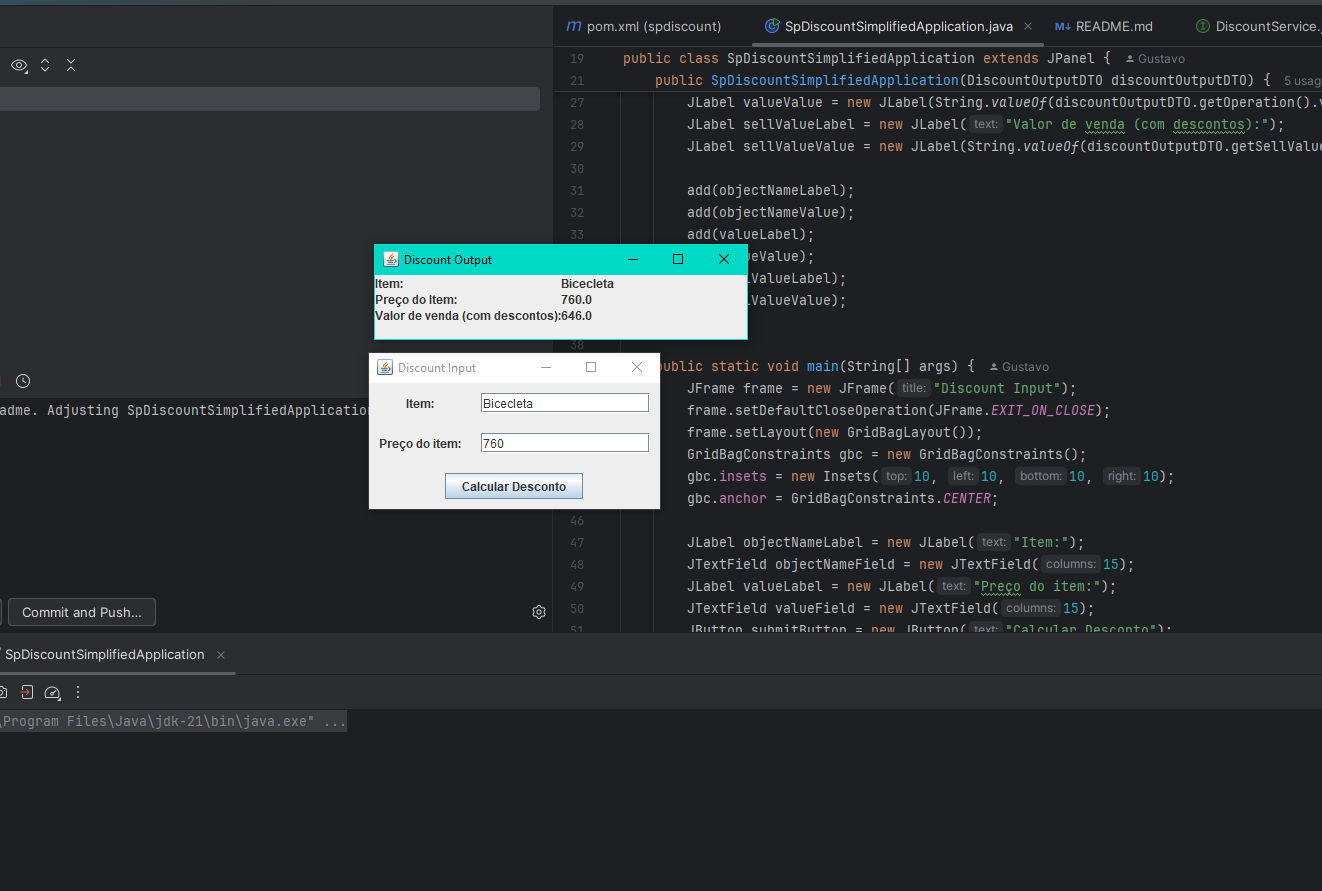 pom.xml (spdiscount) SpDiscountSimplifiedApplication.java README.md DiscountService.
19 public class SpDiscountSimplifiedApplication extends JPanel { Gustavo
21 public SpDiscountSimplifiedApplication(DiscountOutputDTO discountOutputDTO) { 5 usag
27 JLabel valueValue = new JLabel(String.valueOf(discountOutputDTO.getOperation().v
28 JLabel sellValueLabel = new JLabel( text: "Valor de venda (com descontos):");
29 JLabel sellValueValue = new JLabel(String.valueOf(discountOutputDTO.getSellValue
30
31 add(objectNameLabel);
32 add(objectNameValue);
33 add(valueLabel);
ueValue);
lValueLabel);
lValueValue);
38
Discount Output
Item: Bicecleta
Preço do Item: 760.0
Valor de venda (com descontos):646.0
Discount Input
Item: Bicecleta
Preço do item: 760
Calcular Desconto
public static void main(String[] args) { Gustavo
JFrame frame = new JFrame( title: "Discount Input");
frame.setDefaultCloseOperation(JFrame.EXIT_ON_CLOSE);
frame.setLayout(new GridBagLayout());
GridBagConstraints gbc = new GridBagConstraints();
gbc.insets = new Insets( top: 10, left: 10, bottom: 10, right: 10);
gbc.anchor = GridBagConstraints.CENTER;
46
47 JLabel objectNameLabel = new JLabel( text: "Item:");
48 JTextField objectNameField = new JTextField( columns: 15);
49 JLabel valueLabel = new JLabel( text: "Preço do item:");
50 JTextField valueField = new JTextField( columns: 15);
51 JButton submitButton = new JButton( text: "Calcular Desconto");
adme. Adjusting SpDiscountSimplifiedApplication
Commit and Push...
SpDiscountSimplifiedApplication
\Program Files\Java\jdk-21\bin\java.exe" ...